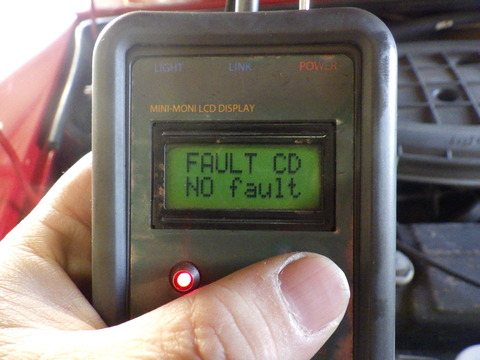 LIGHT LINK POWER
MINI-MONI LCD DISPLAY
FAULT CD
NO fault